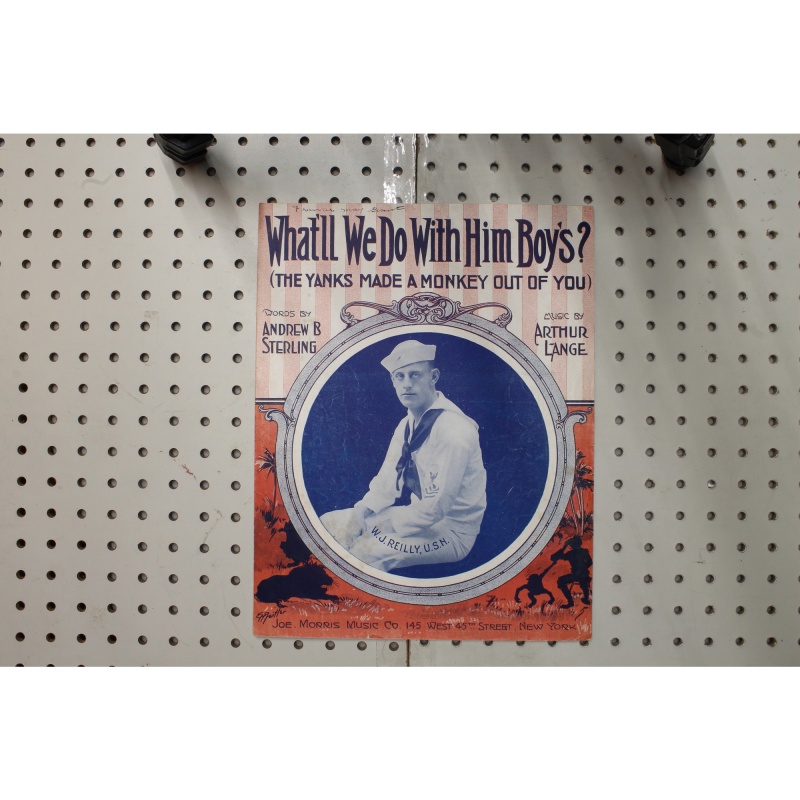 What'll We Do With Him Boy's?
(THE YANKS MADE A MONKEY OUT OF YOU)
WORDS BY
ANDREW B
STERLING
MUSIC BY
ARTHUR
LANGE
W.J. REILLY, U.S.N.
JOE. MORRIS MUSIC CO. 145 WEST 45TH STREET, NEW YORK